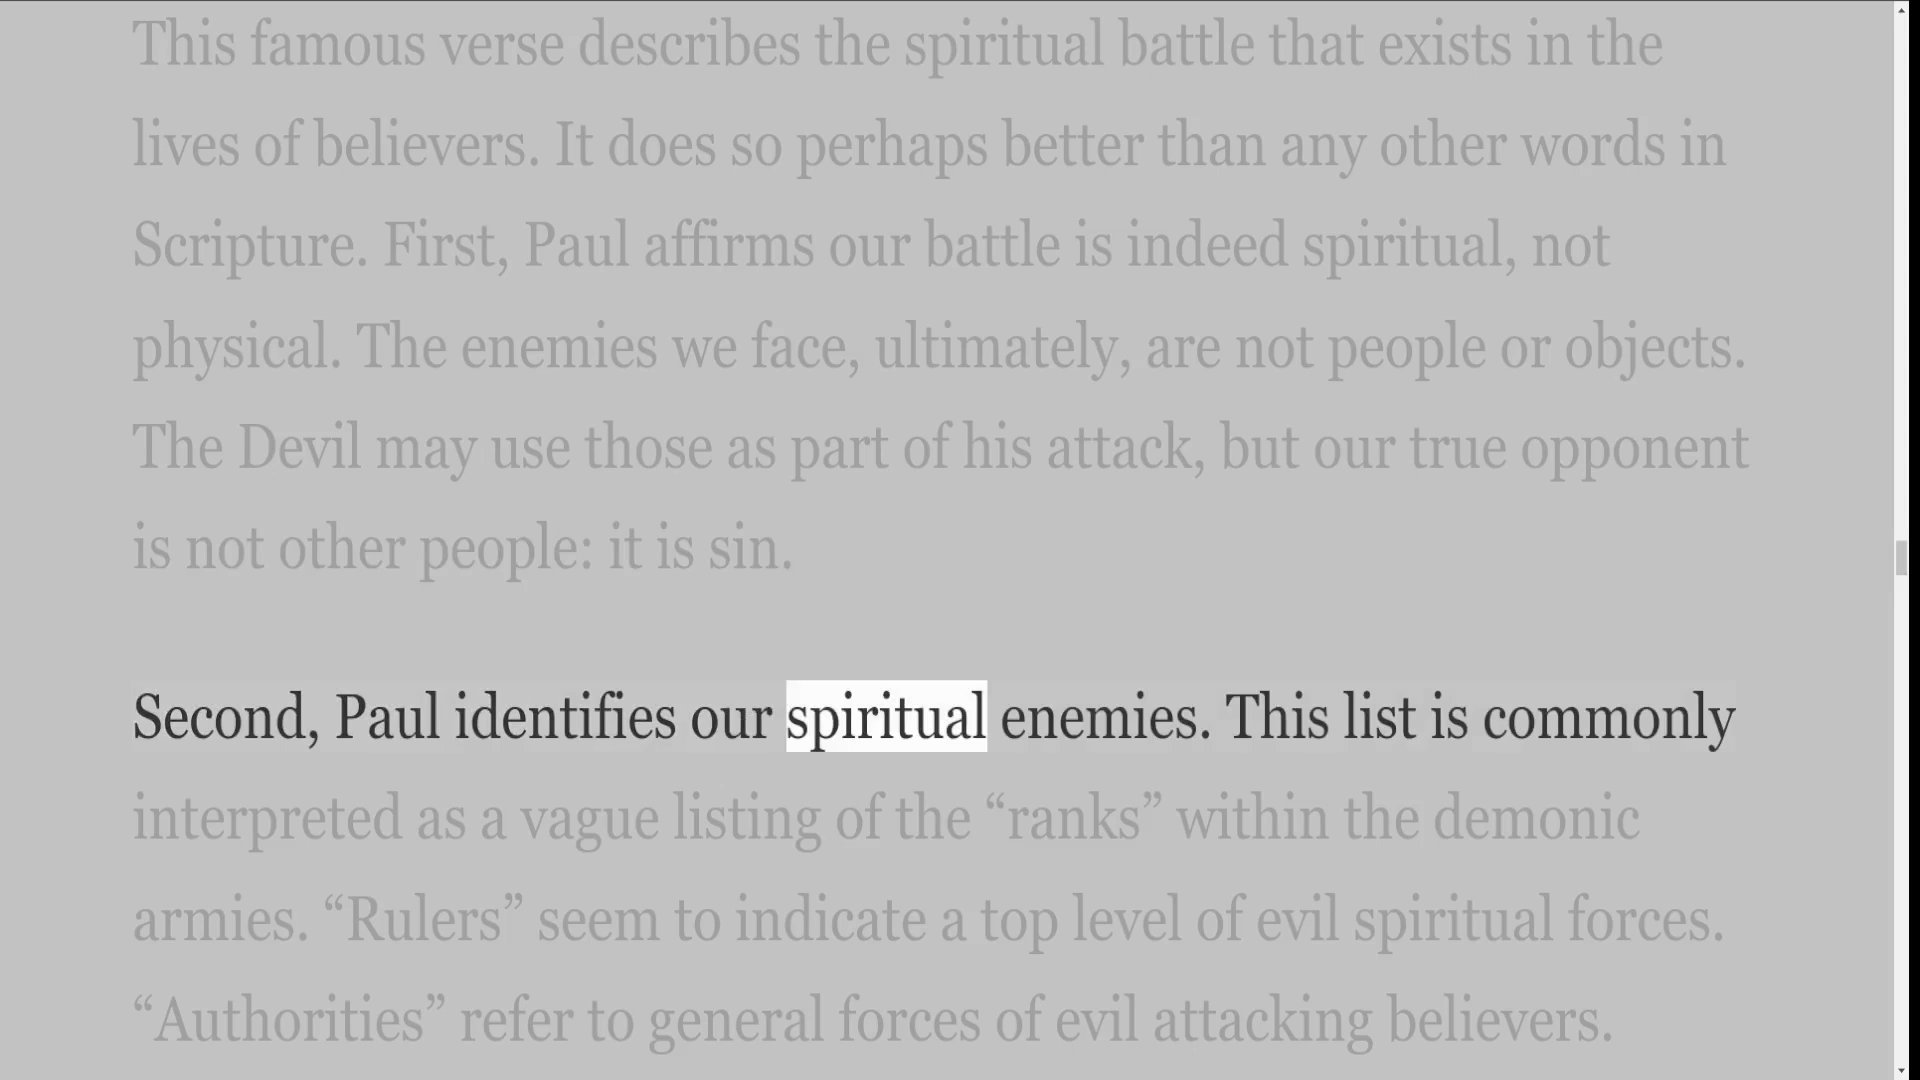 This famous verse describes the spiritual battle that exists in the
lives of believers. It does so perhaps better than any other words in
Scripture. First, Paul affirms our battle is indeed spiritual, not
physical. The enemies we face, ultimately, are not people or objects.
The Devil may use those as part of his attack, but our true opponent
is not other people: it is sin.
Second, Paul identifies our spiritual enemies. This list is commonly
interpreted as a vague listing of the “ranks” within the demonic
armies. “Rulers” seem to indicate a top level of evil spiritual forces.
“Authorities” refer to general forces of evil attacking believers.